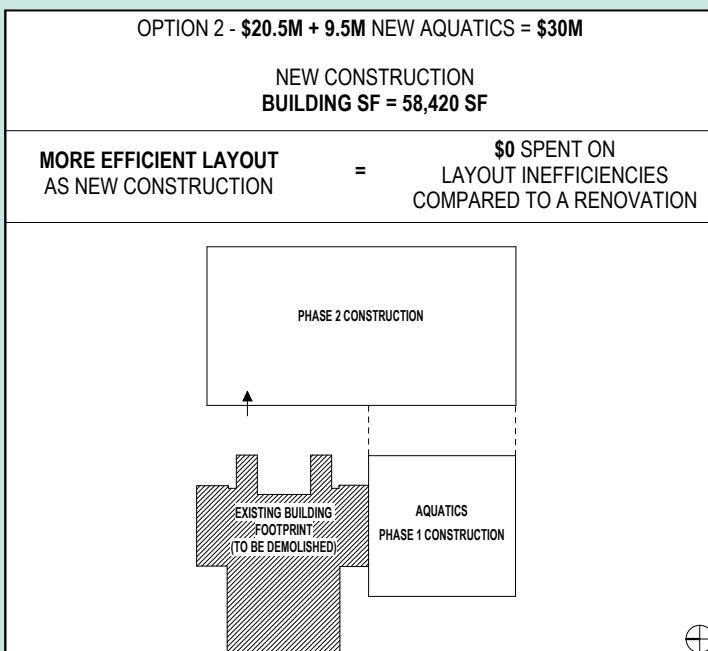 OPTION 2 - $20.5M + 9.5M NEW AQUATICS = $30M
NEW CONSTRUCTION
BUILDING SF = 58,420 SF
MORE EFFICIENT LAYOUT
AS NEW CONSTRUCTION
=
$0 SPENT ON
LAYOUT INEFFICIENCIES
COMPARED TO A RENOVATION
PHASE 2 CONSTRUCTION
EXISTING BUILDING
FOOTPRINT
(TO BE DEMOLISHED)
AQUATICS
PHASE 1 CONSTRUCTION